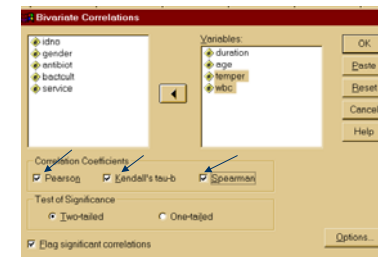 Bivariate Correlations
idno
gender
antibiot
bactcult
service
Variables:
duration
age
temper
wbc
OK
Paste
Reset
Cancel
Help
Correlation Coefficients
Pearson Kendall's tau-b Spearman
Test of Significance
Two-tailed One-tailed
Flag significant correlations
Options...